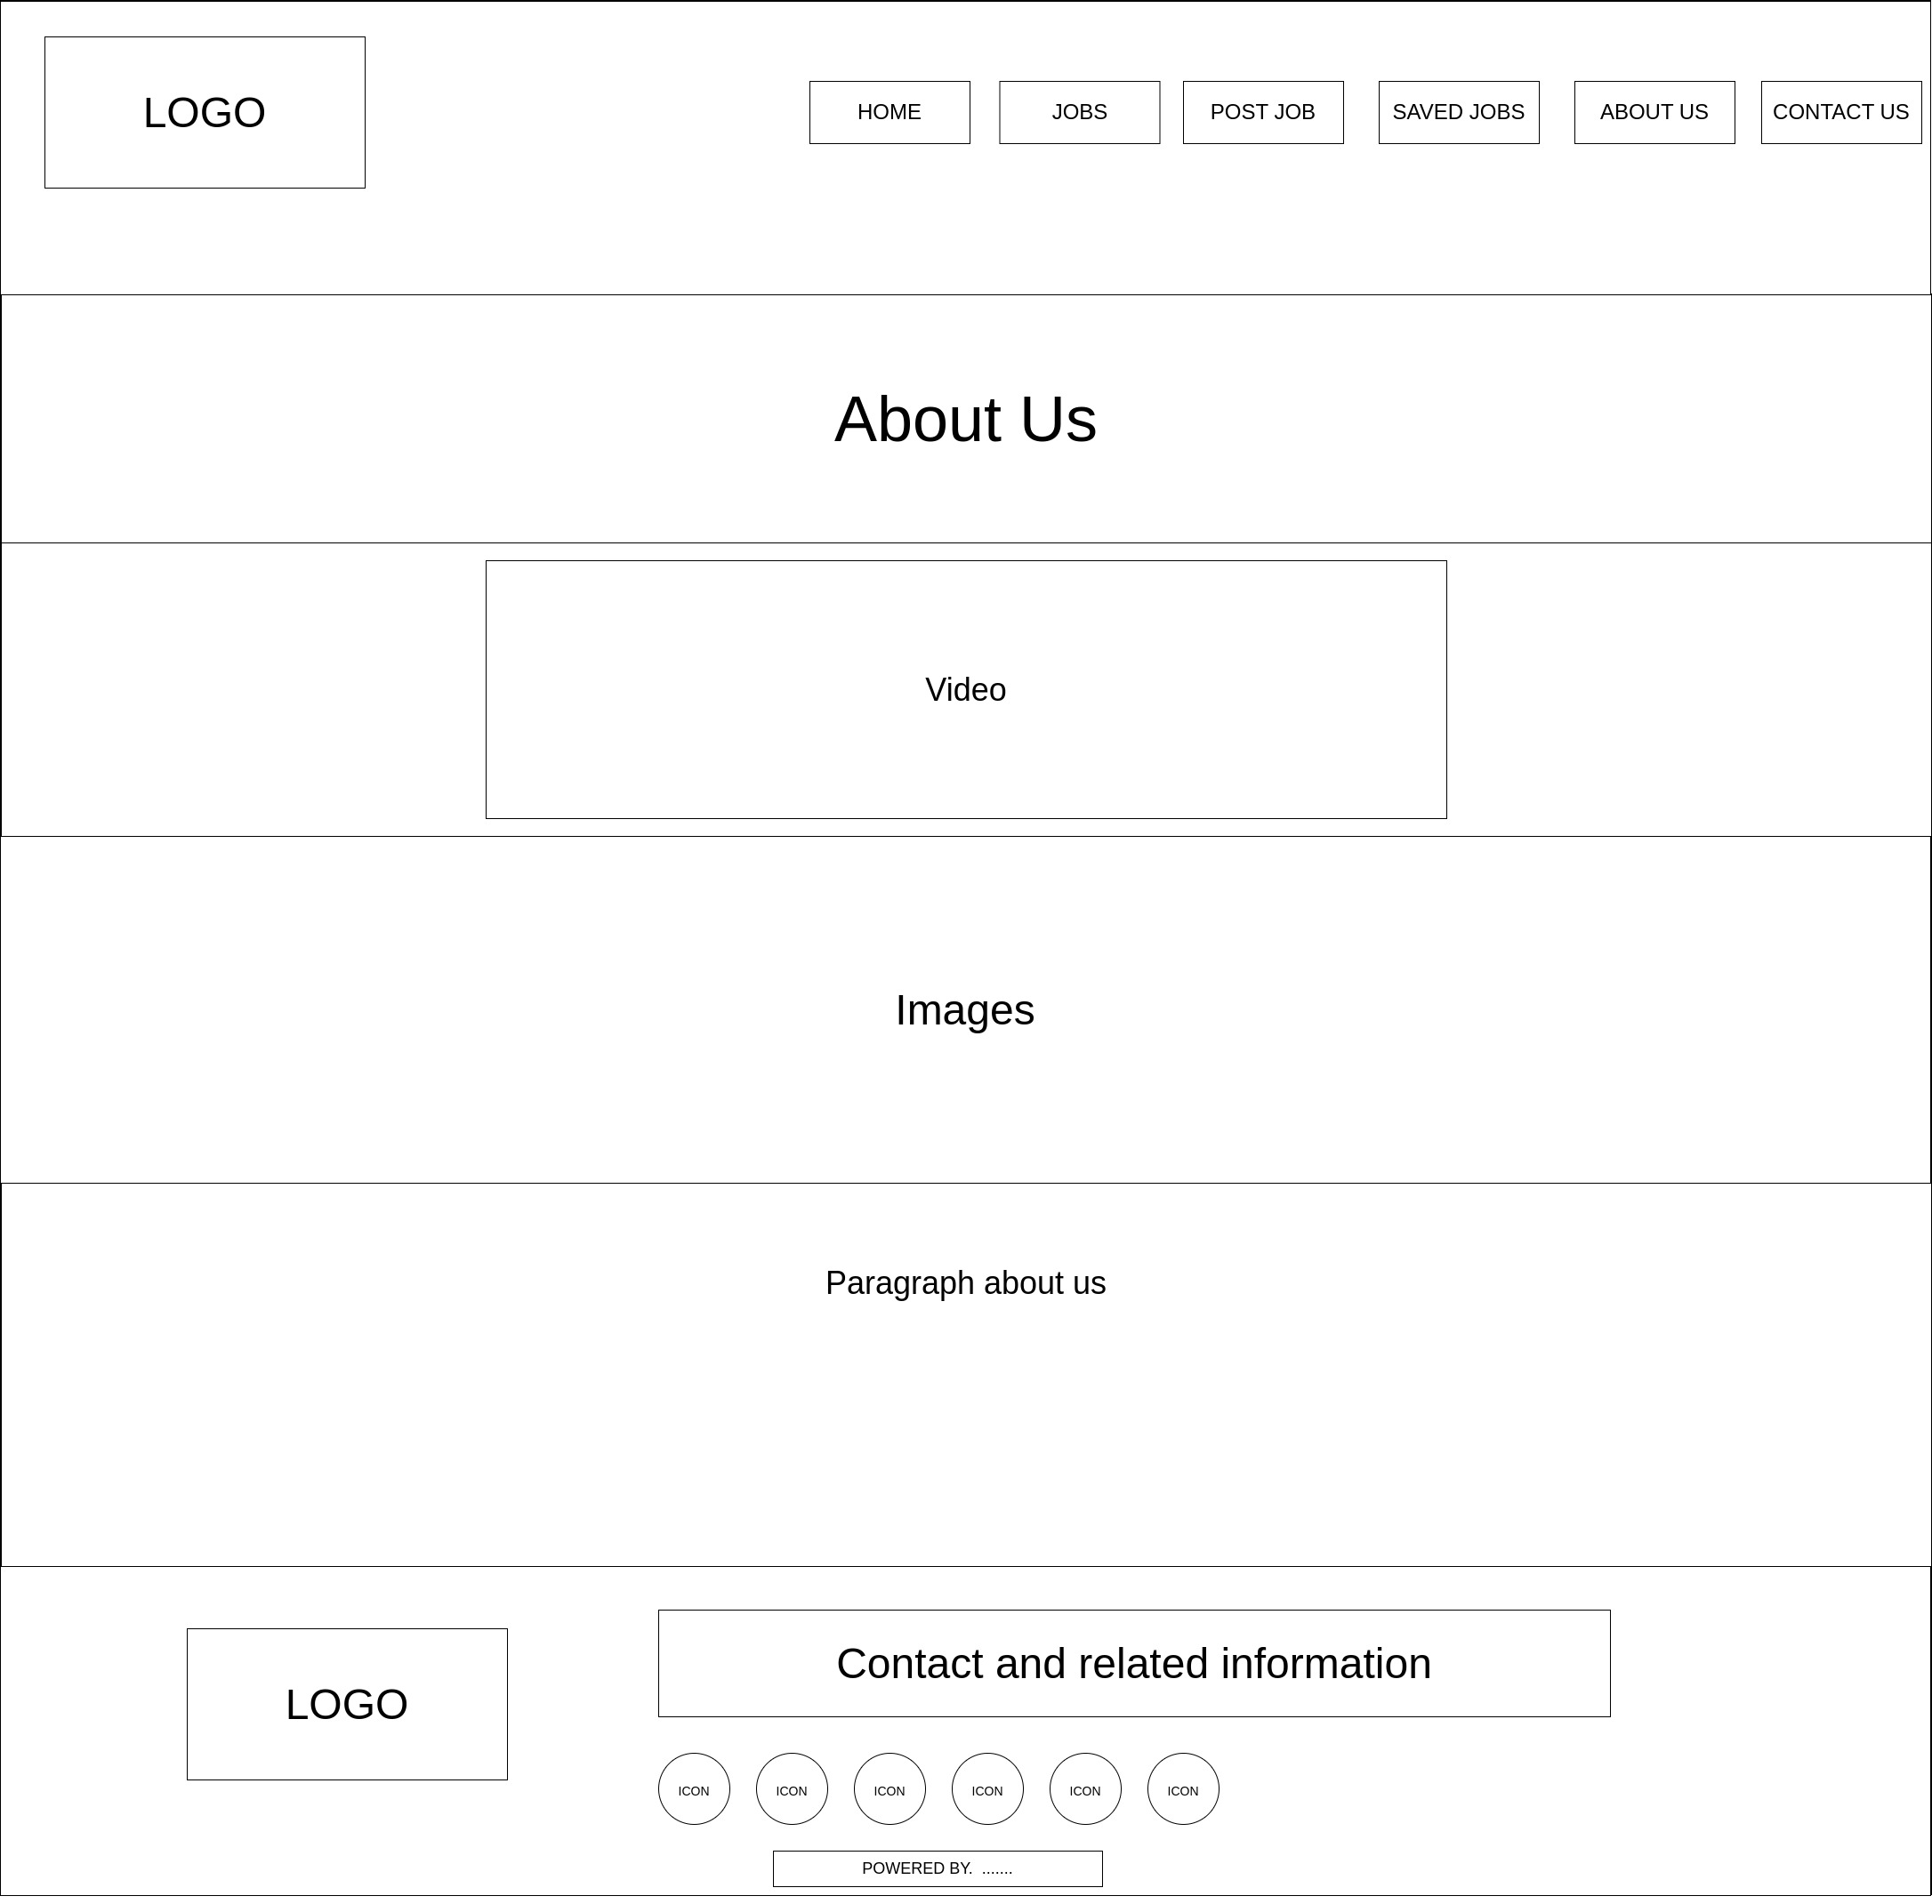 LOGO
HOME
JOBS
POST JOB
SAVED JOBS
ABOUT US
CONTACT US
About Us
Video
Images
Paragraph about us
LOGO
Contact and related information
ICON
ICON
ICON
ICON
ICON
ICON
POWERED BY.  .......